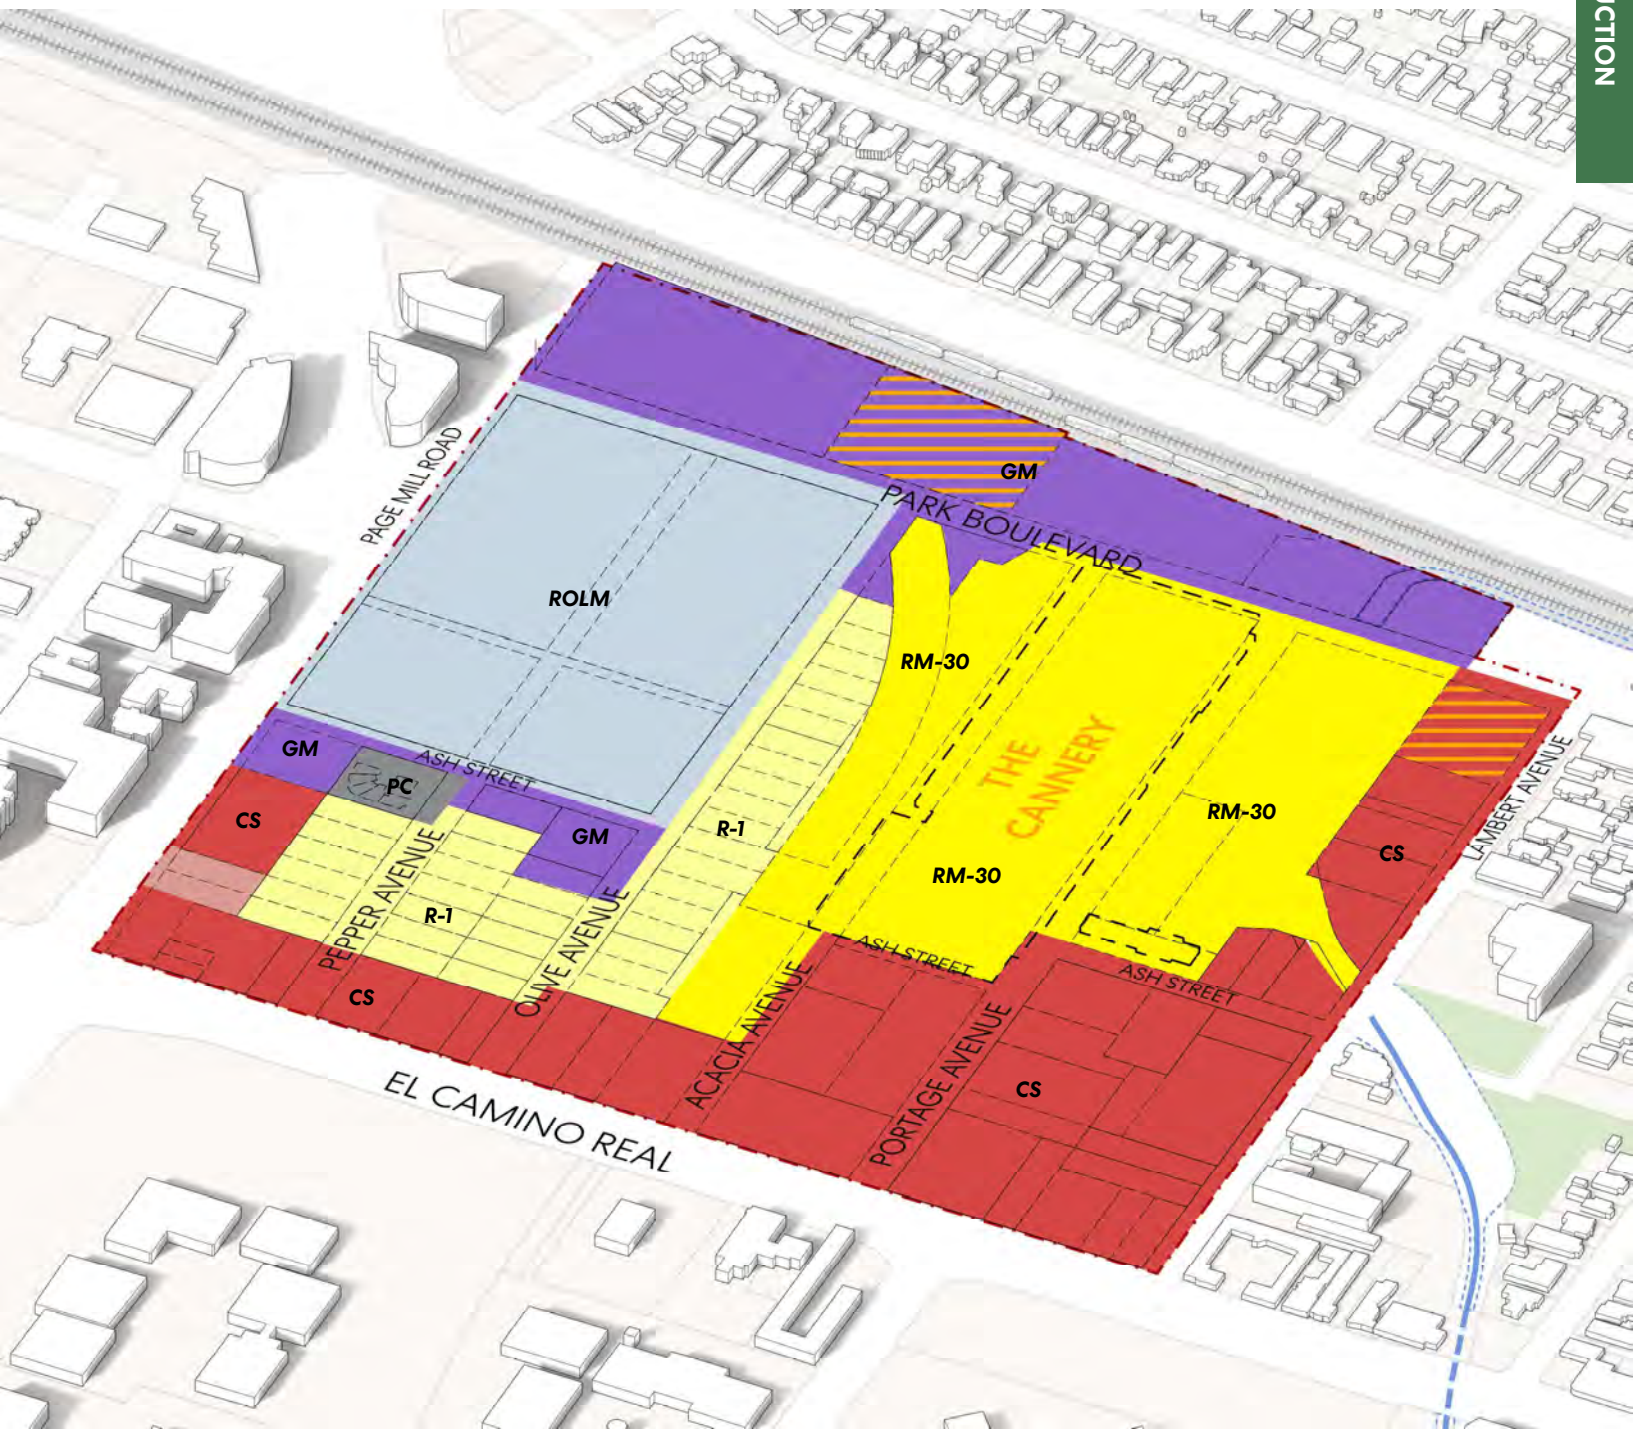 UCTION
PAGE MILL ROAD
GM
PARK BOULEVARD
ROLM
RM-30
THE
CANNERY
GM
ASH STREET
PC
CS
R-1
GM
RM-30
CS
LAMBERT AVENUE
RM-30
PEPPER AVENUE
R-1
OLIVE AVENUE
ASH STREET
ASH STREET
CS
ACACIA AVENUE
PORTAGE AVENUE
CS
EL CAMINO REAL